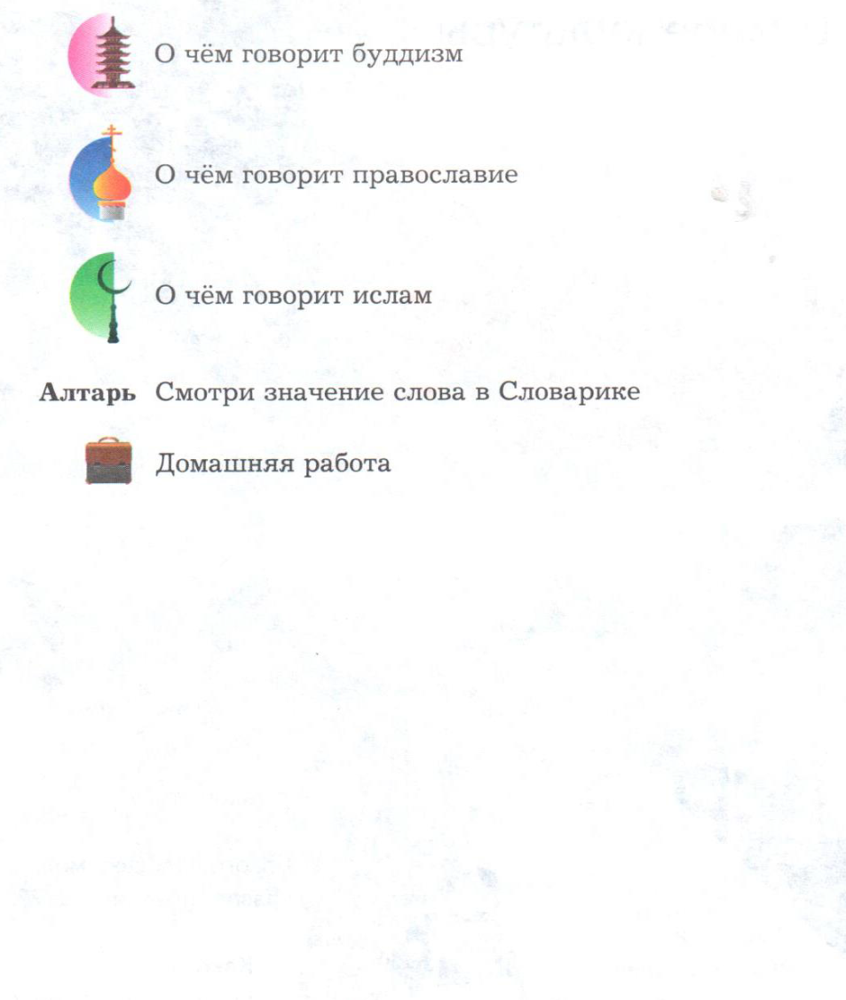 О чём говорит буддизм
О чём говорит православие
О чём говорит ислам
Алтарь Смотри значение слова в Словарике
Домашняя работа